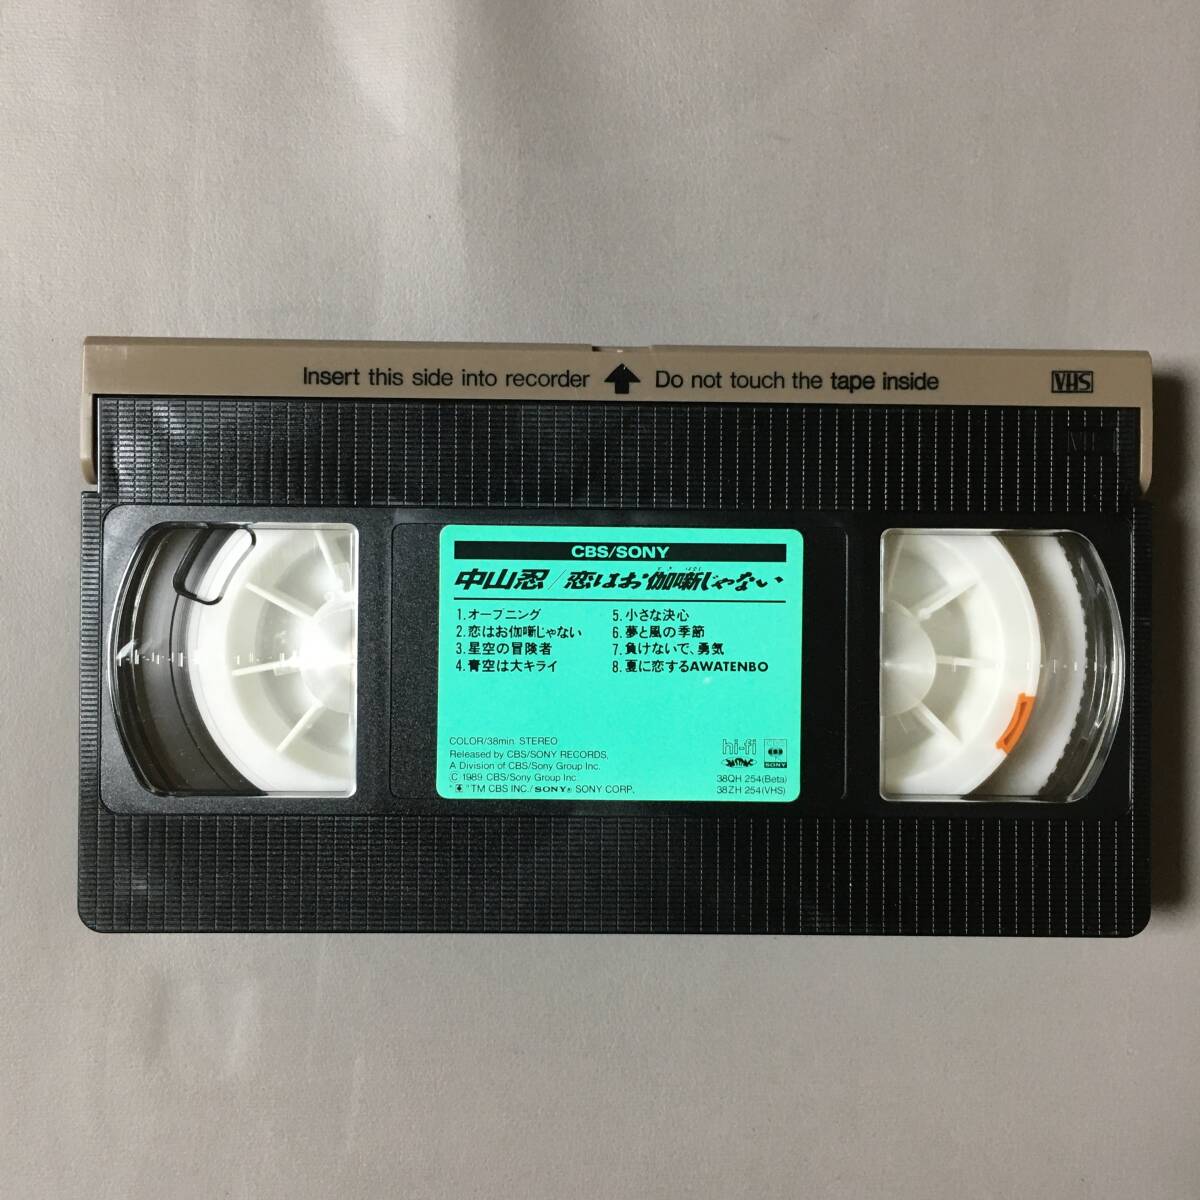 Insert this side into recorder Do not touch the tape inside VHS
CBS/SONY
中山忍/恋はお伽噺じゃない
1.オープニング
2.恋はお伽噺じゃない
3.星空の冒険者
4.青空は大キライ
5.小さな決心
6.夢と風の季節
7.負けないで、勇気
8.夏に恋するAWATENBO
COLOR/38min. STEREO
Released by CBS/SONY RECORDS,
A Division of CBS/Sony Group Inc.
Ⓒ 1989 CBS/Sony Group Inc.
" "TM CBS INC./SONY® SONY CORP.
hi-fi
SONY
38QH 254(Beta)
38ZH 254(VHS)